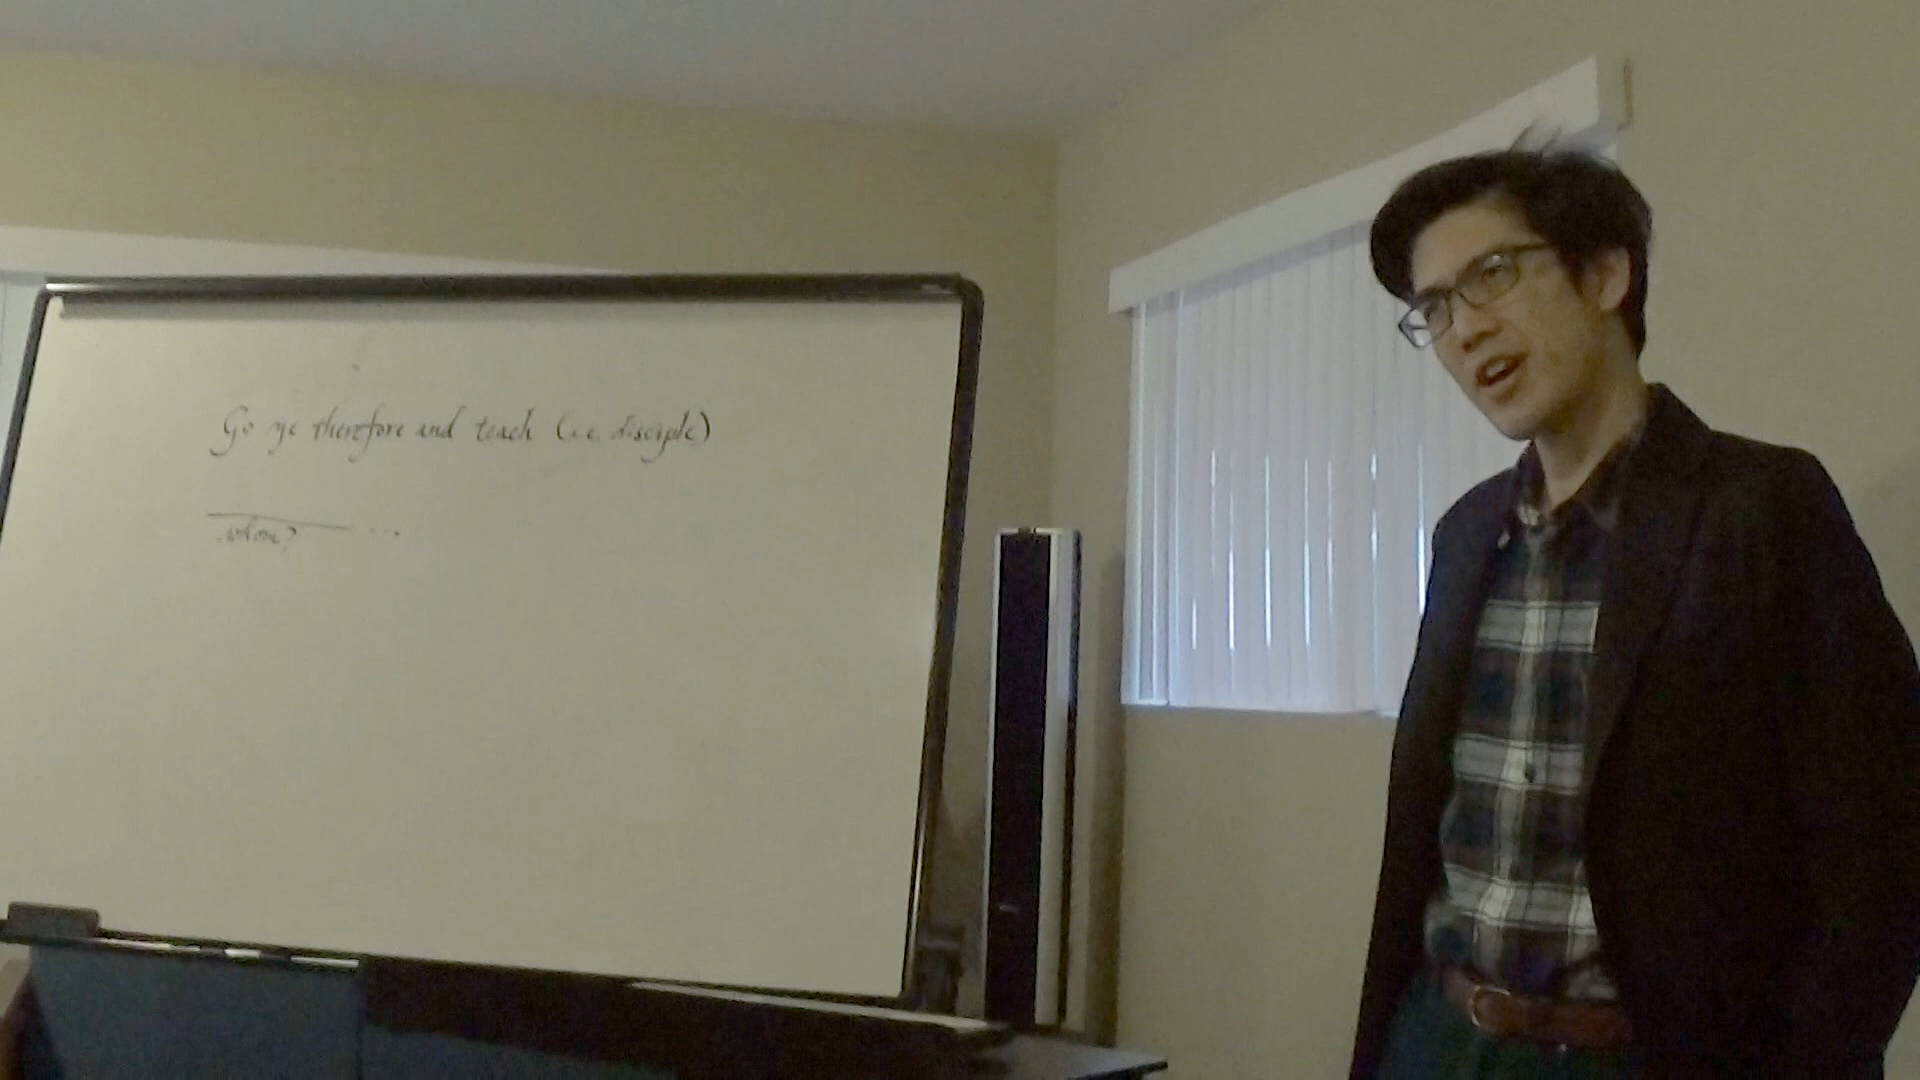 Go ye therefore and teach (i.e. disciple)
whom? ...